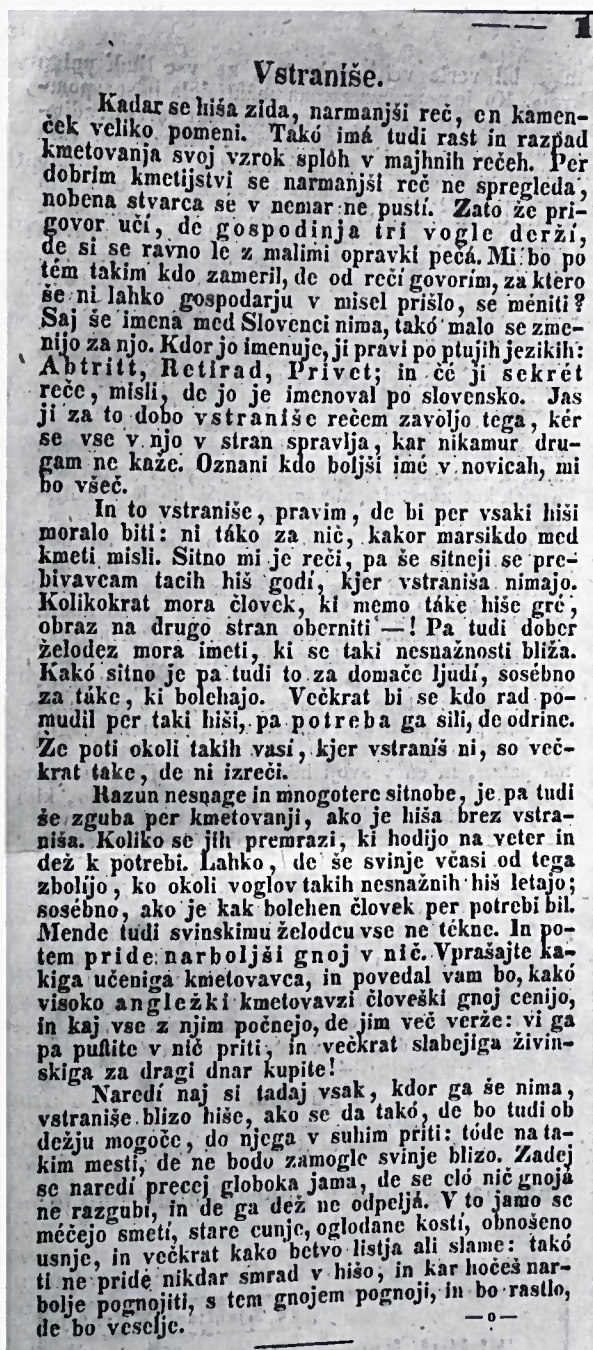 1
Vstraniše.
Kadar se hiša zida, narmanjši reč, en kamen-
ček veliko pomeni. Takó imá tudi rast in razpad
kmetovanja svoj vzrok splôh v majhnih rečeh. Per
dobrim kmetijstvi se narmanjši reč ne spregleda,
nobena stvarca se v nemar ne pustí. Zato že pri-
govor učí, de gospodinja tri vogle derží,
de si se ravno le z malimi opravki pečá. Mi bo po
tém takim kdo zameril, de od rečí govorím, za ktero
še ni lahko gospodarju v misel prišlo, se méniti?
Saj še imena med Slovenci nima, takó malo se zme-
nijo za njo. Kdor jo imenuje, ji pravi po ptujih jezikih:
Abtritt, Retirad, Privet; in čé ji sekrét
reče, misli, de jo je imenoval po slovensko. Jas
ji za to dobo vstraniše rečem zavoljo tega, kér
se vse v njo v stran spravlja, kar nikamur dru-
gam ne kaže. Oznani kdo boljši imé v novicah, mi
bo všeč.
In to vstraniše, pravim, de bi per vsaki hiši
moralo biti: ni táko za nič, kakor marsikdo med
kmeti misli. Sitno mi je reči, pa še sitneji se pre-
bivavcam tacih hiš godí, kjer vstraniša nimajo.
Kolikokrat mora človek, ki memo táke hiše gré,
obraz na drugo stran oberniti —! Pa tudi dober
želodez mora imeti, ki se taki nesnažnosti bliža.
Kakó sitno je pa tudi to za domače ljudí, sosébno
za táke, ki bolehajo. Večkrat bi se kdo rad po-
mudil per taki hiši, pa potreba ga sili, de odrine.
Že poti okoli takih vasí, kjer vstraniš ni, so več-
krat take, de ni izreči.
Razun nesnage in mnogotere sitnobe, je pa tudi
še zguba per kmetovanji, ako je hiša brez vstra-
niša. Koliko se jih premrazi, ki hodijo na veter in
dež k potrebi. Lahko, de še svinje včasi od tega
zbolíjo, ko okoli voglov takih nesnažnih hiš letajo;
sosébno, ako je kak bolehen človek per potrebi bil.
Mende tudi svinskimu želodcu vse ne tékne. In po-
tem pride narboljši gnoj v nič. Vprašajte ka-
kiga učeniga kmetovavca, in povedal vam bo, kakó
visoko angležki kmetovavzi človeški gnoj cenijo,
in kaj vse z njim počnejo, de jim več verže: vi ga
pa puſtite v nič priti, in večkrat slabejiga živin-
skiga za dragi dnar kupite!
Naredí naj si tadaj vsak, kdor ga še nima,
vstraniše blizo hiše, ako se da takó, de bo tudi ob
dežju mogoče, do njega v suhim priti: tóde na ta-
kim mesti, de ne bodo zamogle svinje blizo. Zadej
se naredí precej globoka jama, de se cló nič gnojá
ne razgubí, in de ga dež ne odpeljá. V to jamo se
méčejo smetí, stare cunje, oglodane kostí, obnošeno
usnje, in večkrat kako betvo listja ali slame: takó
ti ne pride nikdar smrad v hišo, in kar hočeš nar-
bolje pognojiti, s tem gnojem pognoji, in bo rastlo,
de bo veselje. —o—